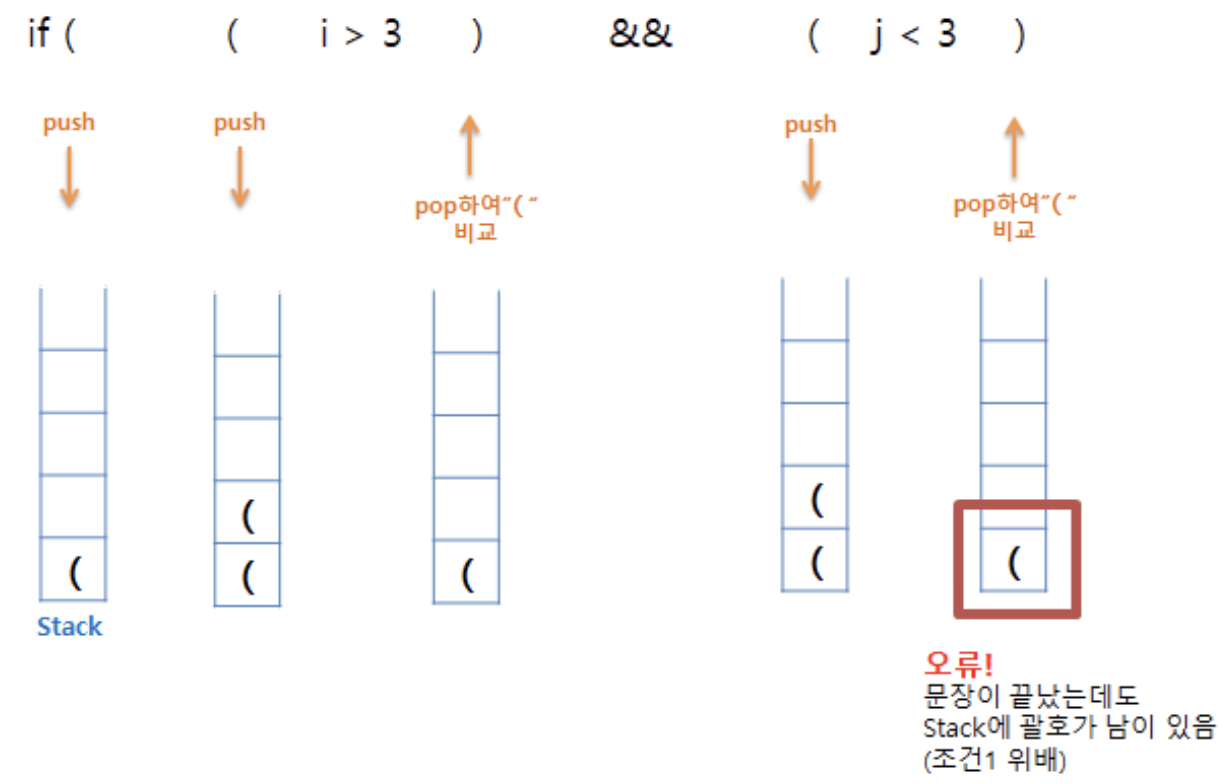 if ( ( i > 3 ) && ( j < 3 )
push push push
pop하여"( "
비교
pop하여"( "
비교
( ( ( ( (
( (
Stack
오류!
문장이 끝났는데도
Stack에 괄호가 남이 있음
(조건1 위배)